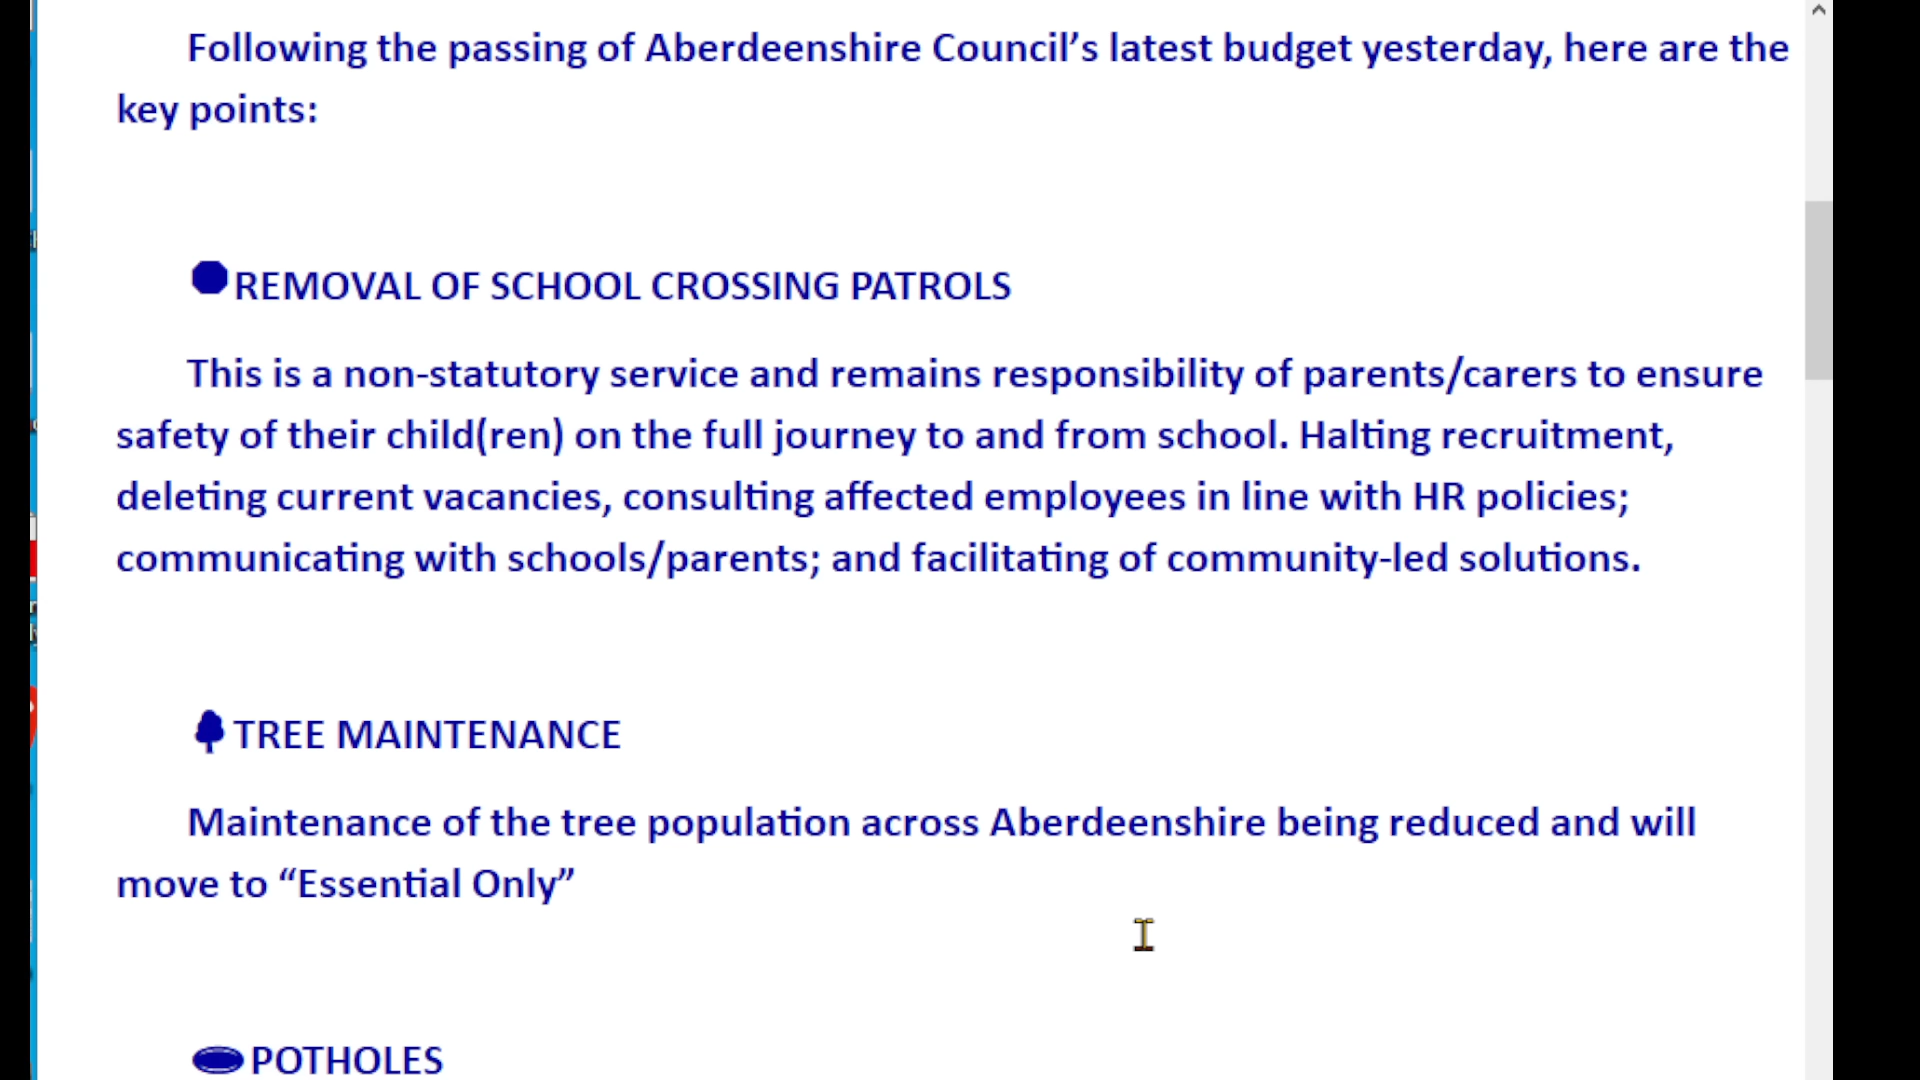 Following the passing of Aberdeenshire Council’s latest budget yesterday, here are the
key points:
REMOVAL OF SCHOOL CROSSING PATROLS
This is a non-statutory service and remains responsibility of parents/carers to ensure
safety of their child(ren) on the full journey to and from school. Halting recruitment,
deleting current vacancies, consulting affected employees in line with HR policies;
communicating with schools/parents; and facilitating of community-led solutions.
TREE MAINTENANCE
Maintenance of the tree population across Aberdeenshire being reduced and will
move to “Essential Only”
POTHOLES